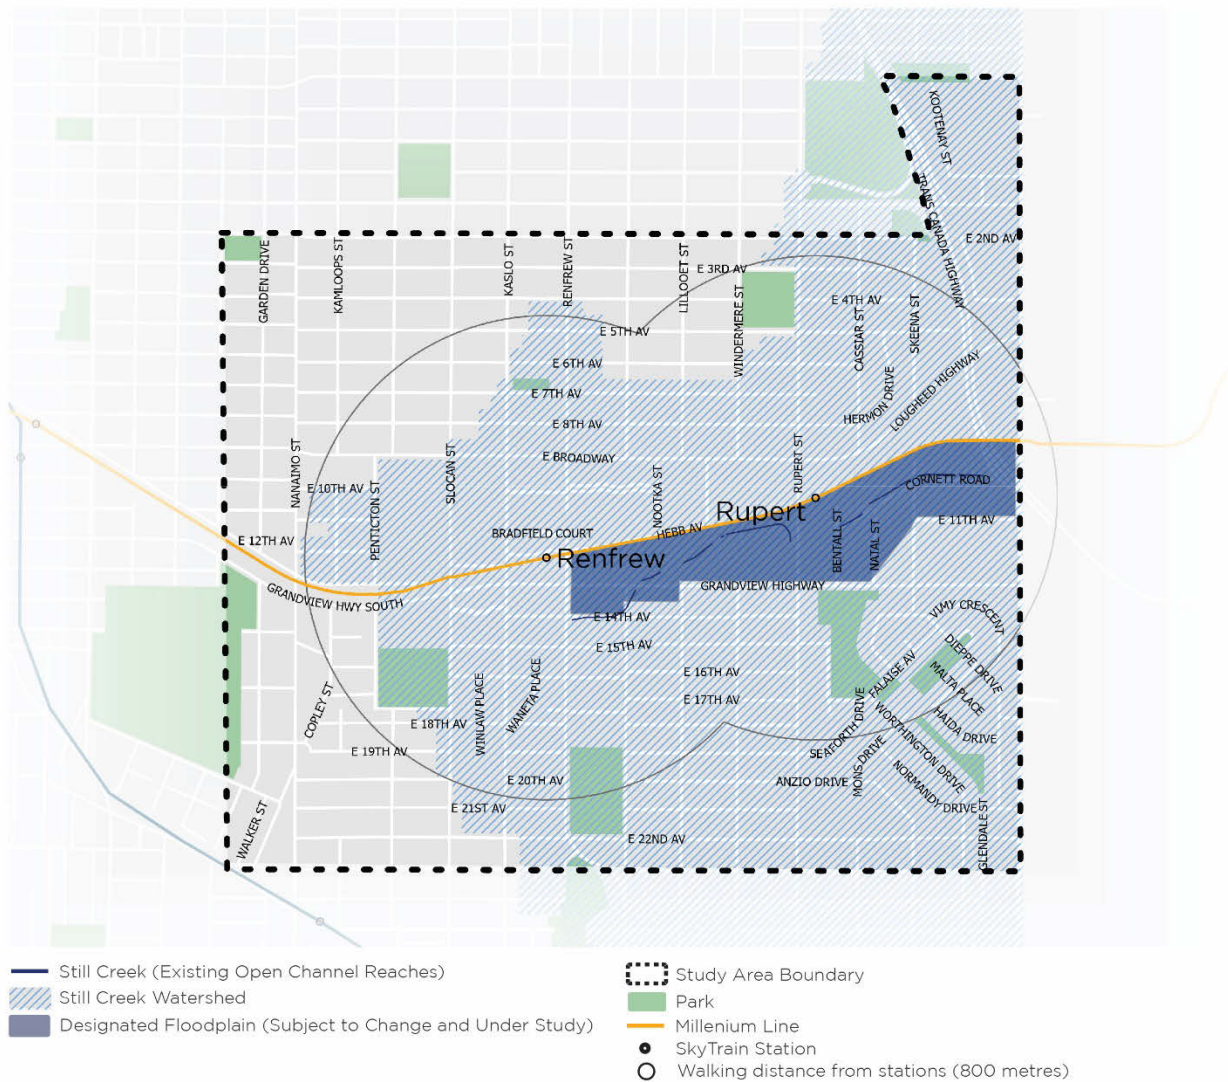 KOOTENAY ST
TRANS CANADA HIGHWAY
E 2ND AV
GARDEN DRIVE
KAMLOOPS ST
KASLO ST
RENFREW ST
LILLOOET ST
E 3RD AV
WINDERMERE ST
E 4TH AV
CASSIAR ST
SKEENA ST
E 5TH AV
E 6TH AV
E 7TH AV
HERMON DRIVE
LOUGHEED HIGHWAY
E 8TH AV
E BROADWAY
NANAIMO ST
SLOCAN ST
RUPERT ST
E 10TH AV
PENTICTON ST
NOOTKA ST
CORNETT ROAD
Rupert
E 11TH AV
BRADFIELD COURT
HEBB AV
BENTALL ST
NATAL ST
E 12TH AV
Renfrew
GRANDVIEW HWY SOUTH
GRANDVIEW HIGHWAY
E 14TH AV
VIMY CRESCENT
E 15TH AV
DIEPPE DRIVE
E 16TH AV
FALAISE AV
MALTA PLACE
COPLEY ST
WINLAW PLACE
WANETA PLACE
E 17TH AV
E 18TH AV
SEAFORTH DRIVE
WORTHINGTON DRIVE
HAIDA DRIVE
E 19TH AV
MONS DRIVE
NORMANDY DRIVE
E 20TH AV
ANZIO DRIVE
E 21ST AV
WALKER ST
E 22ND AV
GLENDALE ST
Still Creek (Existing Open Channel Reaches)
Still Creek Watershed
Designated Floodplain (Subject to Change and Under Study)
Study Area Boundary
Park
Millenium Line
SkyTrain Station
Walking distance from stations (800 metres)